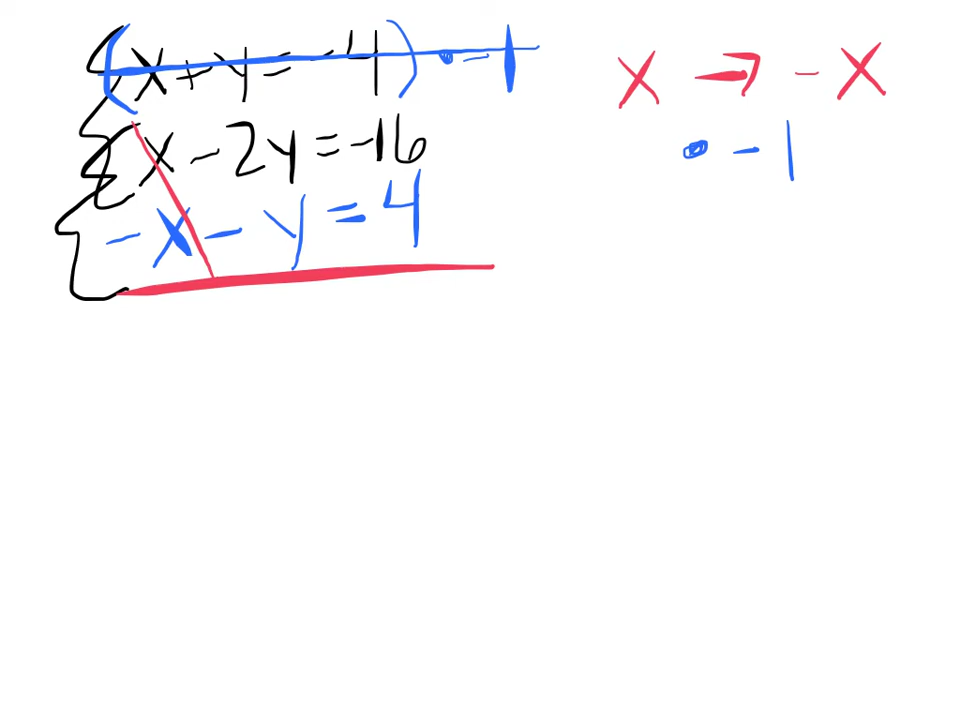 (x + y = -4) • -1
x - 2y = -16
-x - y = 4
x → -x
• -1